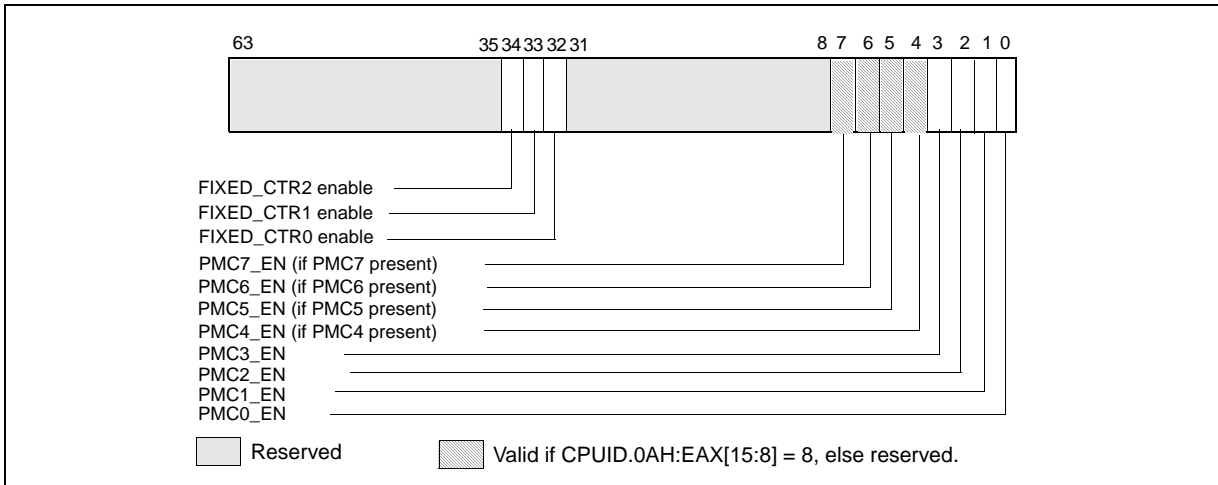 63 35 34 33 32 31 8 7 6 5 4 3 2 1 0
FIXED_CTR2 enable
FIXED_CTR1 enable
FIXED_CTR0 enable
PMC7_EN (if PMC7 present)
PMC6_EN (if PMC6 present)
PMC5_EN (if PMC5 present)
PMC4_EN (if PMC4 present)
PMC3_EN
PMC2_EN
PMC1_EN
PMC0_EN
Reserved Valid if CPUID.0AH:EAX[15:8] = 8, else reserved.